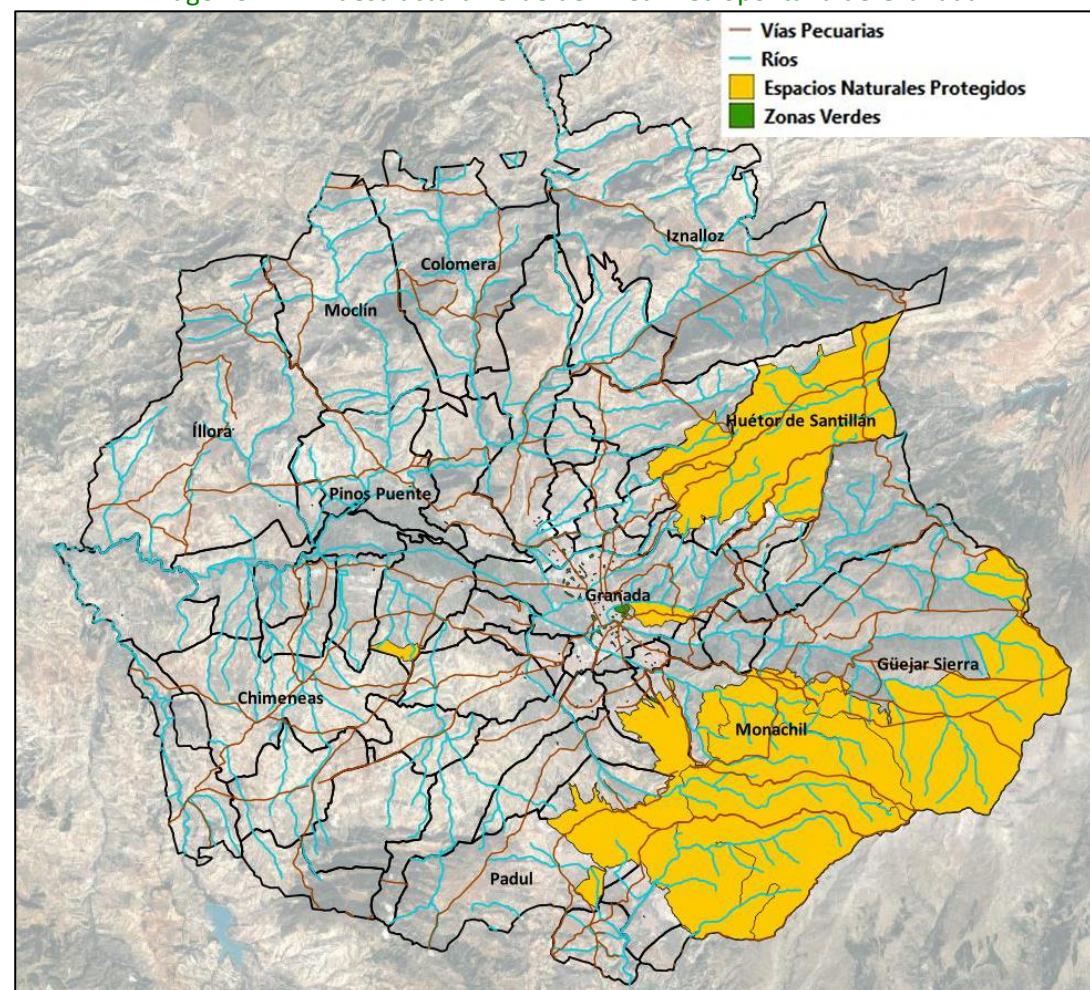 Vías Pecuarias
Ríos
Espacios Naturales Protegidos
Zonas Verdes
Iznalloz
Colomera
Moclín
Huétor de Santillán
Íllora
Pinos Puente
Granada
Güejar Sierra
Chimeneas
Monachil
Padul